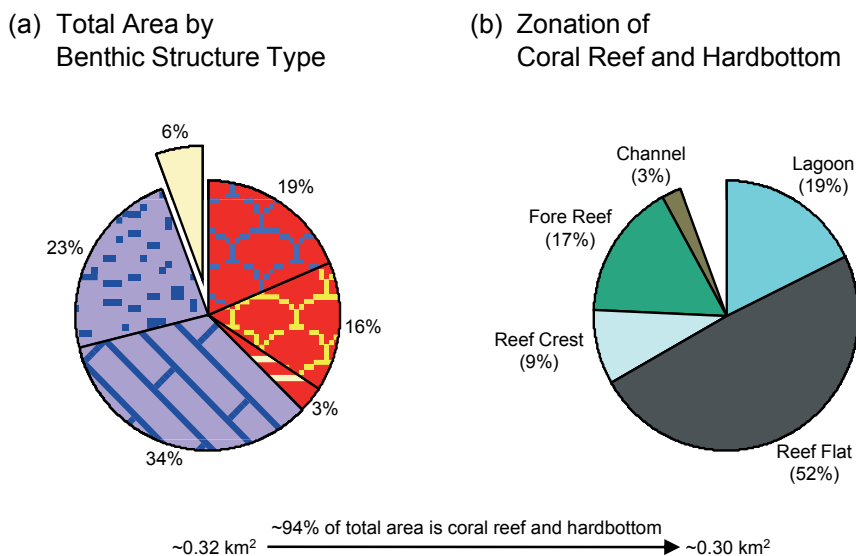 (a) Total Area by
Benthic Structure Type
6%
19%
23%
16%
3%
34%
(b) Zonation of
Coral Reef and Hardbottom
Channel
(3%)
Lagoon
(19%)
Fore Reef
(17%)
Reef Crest
(9%)
Reef Flat
(52%)
~94% of total area is coral reef and hardbottom
~0.32 km²
~0.30 km²